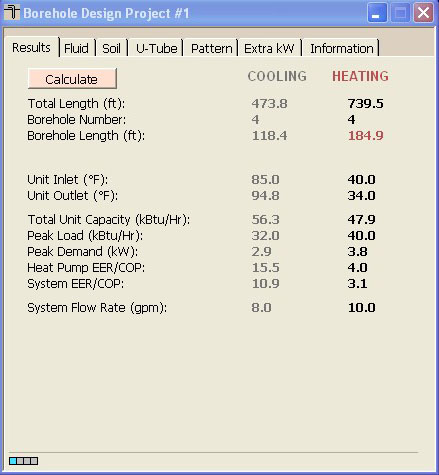 Borehole Design Project #1
Results Fluid Soil U-Tube Pattern Extra kW Information
Calculate COOLING HEATING
Total Length (ft): 473.8 739.5
Borehole Number: 4 4
Borehole Length (ft): 118.4 184.9
Unit Inlet (°F): 85.0 40.0
Unit Outlet (°F): 94.8 34.0
Total Unit Capacity (kBtu/Hr): 56.3 47.9
Peak Load (kBtu/Hr): 32.0 40.0
Peak Demand (kW): 2.9 3.8
Heat Pump EER/COP: 15.5 4.0
System EER/COP: 10.9 3.1
System Flow Rate (gpm): 8.0 10.0